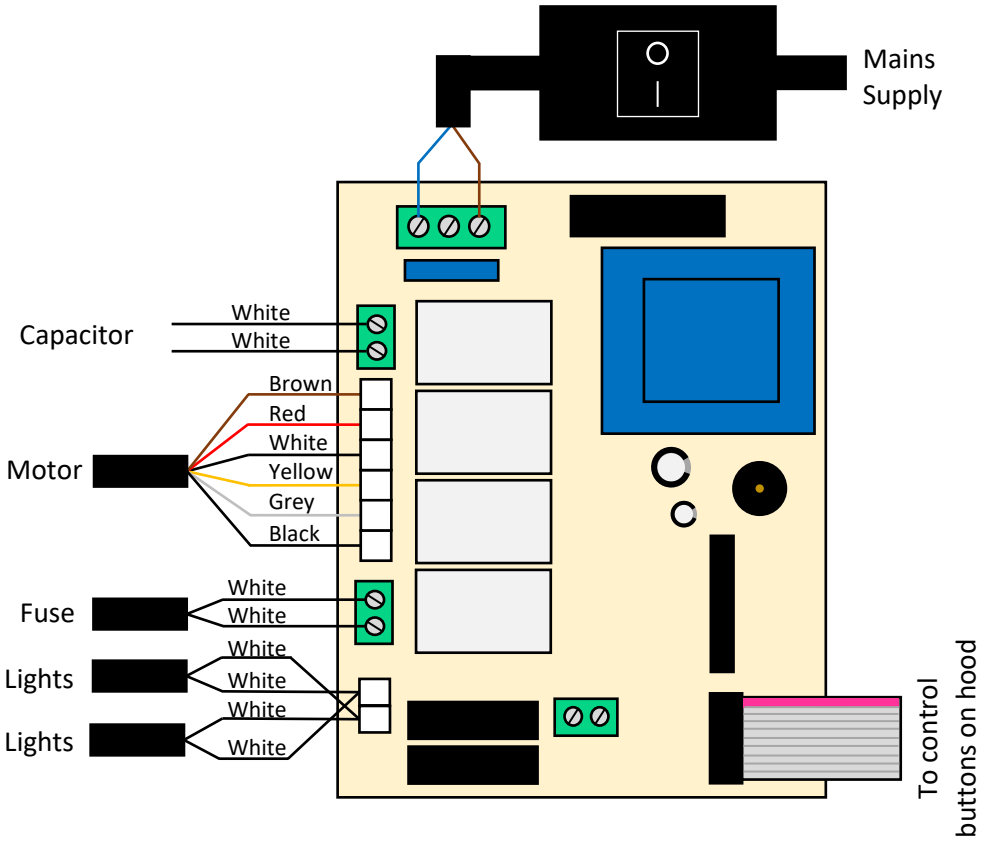 Mains
Supply
Capacitor
White
White
Motor
Brown
Red
White
Yellow
Grey
Black
Fuse
White
White
Lights
White
White
Lights
White
White
To control
buttons on hood